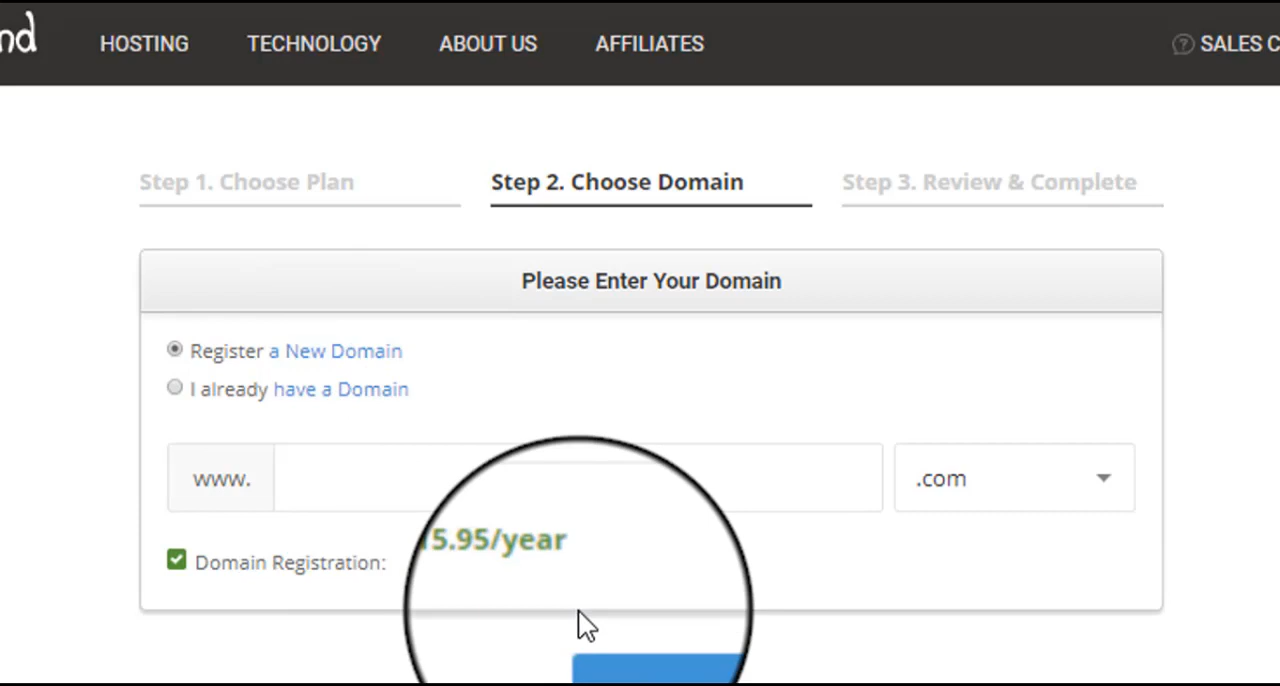 nd HOSTING TECHNOLOGY ABOUT US AFFILIATES SALES C
Step 1. Choose Plan Step 2. Choose Domain Step 3. Review & Complete
Please Enter Your Domain
Register a New Domain
I already have a Domain
www. .com
Domain Registration: 15.95/year